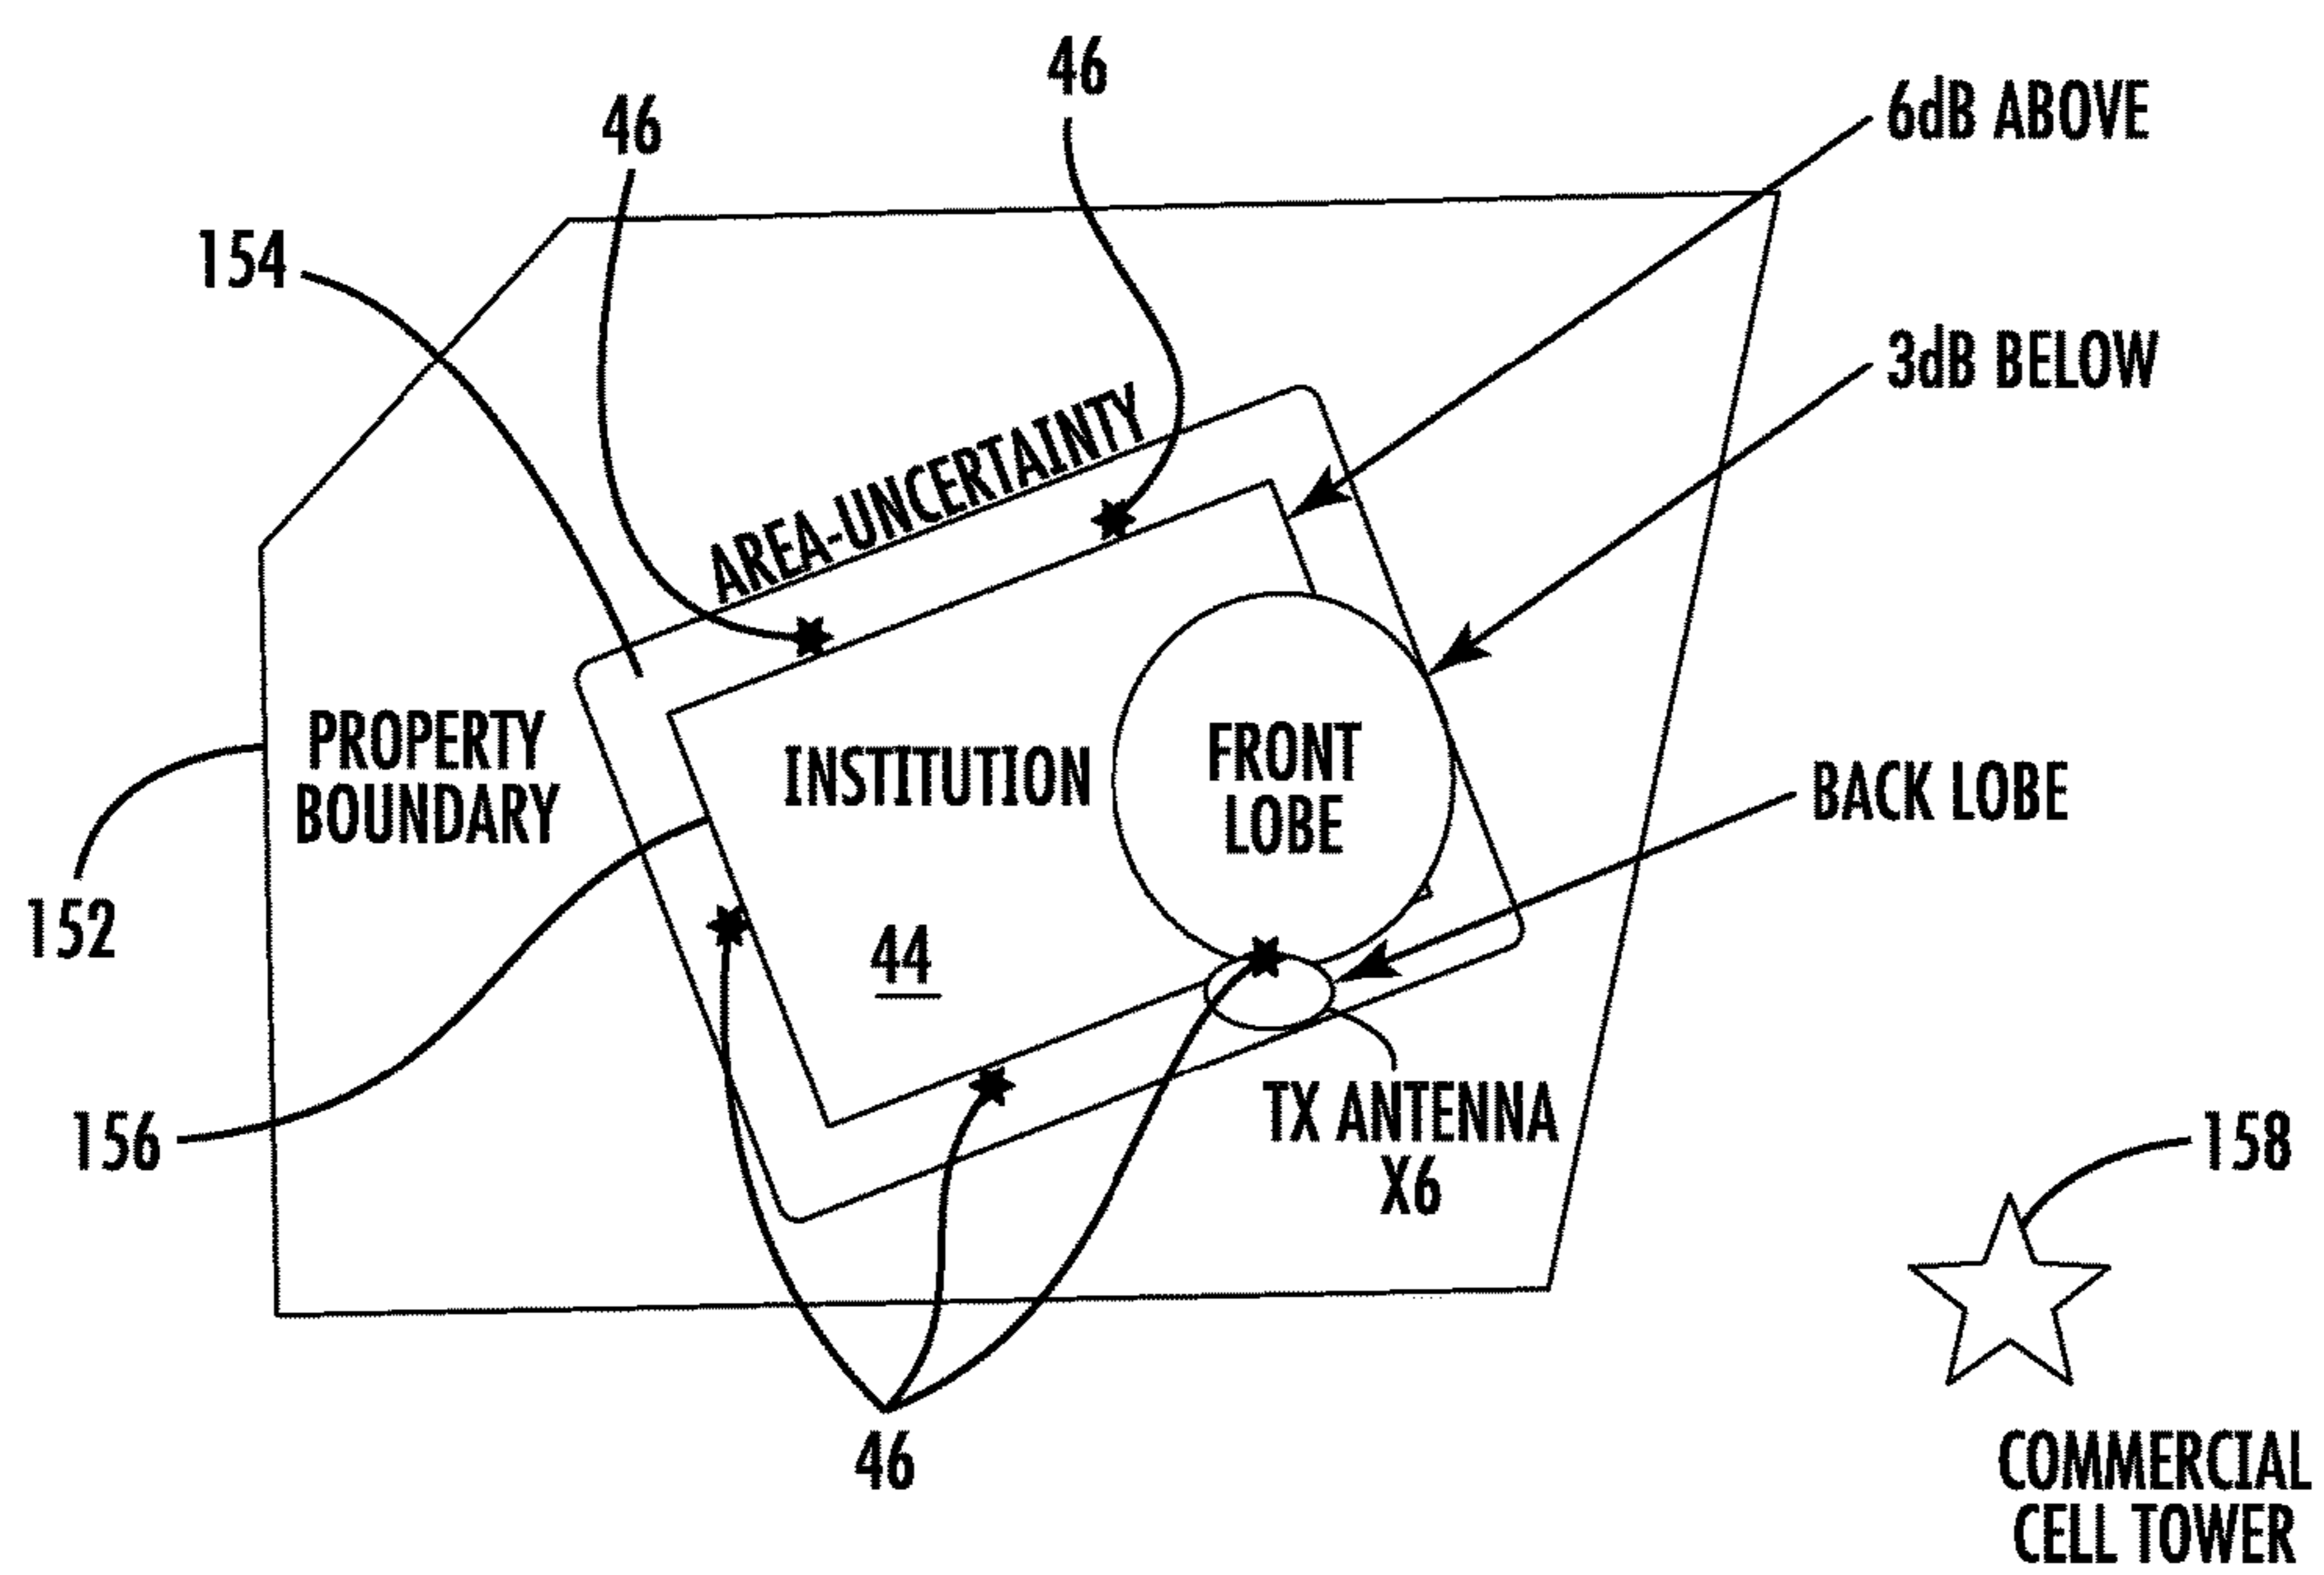 46
46
6dB ABOVE
154
3dB BELOW
AREA-UNCERTAINTY
PROPERTY
BOUNDARY
INSTITUTION
FRONT
LOBE
BACK LOBE
152
44
TX ANTENNA
X6
156
158
46
COMMERCIAL
CELL TOWER